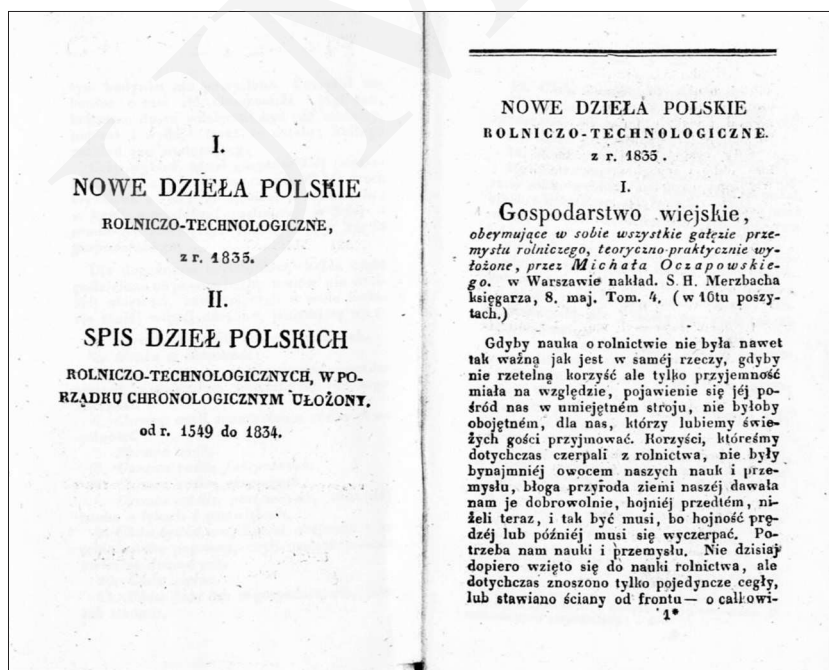 I.
NOWE DZIEŁA POLSKIE
ROLNICZO-TECHNOLOGICZNE,
z r. 1835.
II.
SPIS DZIEŁ POLSKICH
ROLNICZO-TECHNOLOGICZNYCH, W PO-
RZĄDKU CHRONOLOGICZNYM UŁOŻONY.
od r. 1549 do 1834.
NOWE DZIEŁA POLSKIE
ROLNICZO-TECHNOLOGICZNE.
z r. 1835.
I.
Gospodarstwo wiejskie,
obeymujące w sobie wszystkie gałęzie prze-
mysłu rolniczego, teoryczno-praktycznie wy-
łożone, przez Michała Oczapowskie-
go. w Warszawie nakład. S. H. Merzbacha
księgarza, 8. maj. Tom. 4, (w 16tu poszy-
tach.)
Gdyby nauka o rolnictwie nie była nawet
tak ważną jak jest w saméj rzeczy, gdyby
nie rzetelną korzyść ale tylko przyjemność
miała na względzie, pojawienie się jéj po-
śród nas w umiejętném stroju, nie byłoby
obojętném, dla nas, którzy lubiemy świe-
żych gości przyjmować. Korzyści, któreśmy
dotychczas czerpali z rolnictwa, nie były
bynajmniéj owocem naszych nauk i prze-
mysłu, błoga przyroda ziemi naszéj dawała
nam je dobrowolnie, hojniéj przedtém, ni-
żeli teraz, i tak być musi, bo hojność prę-
dzéj lub późniéj musi się wyczerpać. Po-
trzeba nam nauki i przemysłu. Nie dzisiaj
dopiero wzięto się do nauki rolnictwa, ale
dotychczas znoszono tylko pojedyncze cegły,
lub stawiano ściany od frontu — o całkowi-
1*